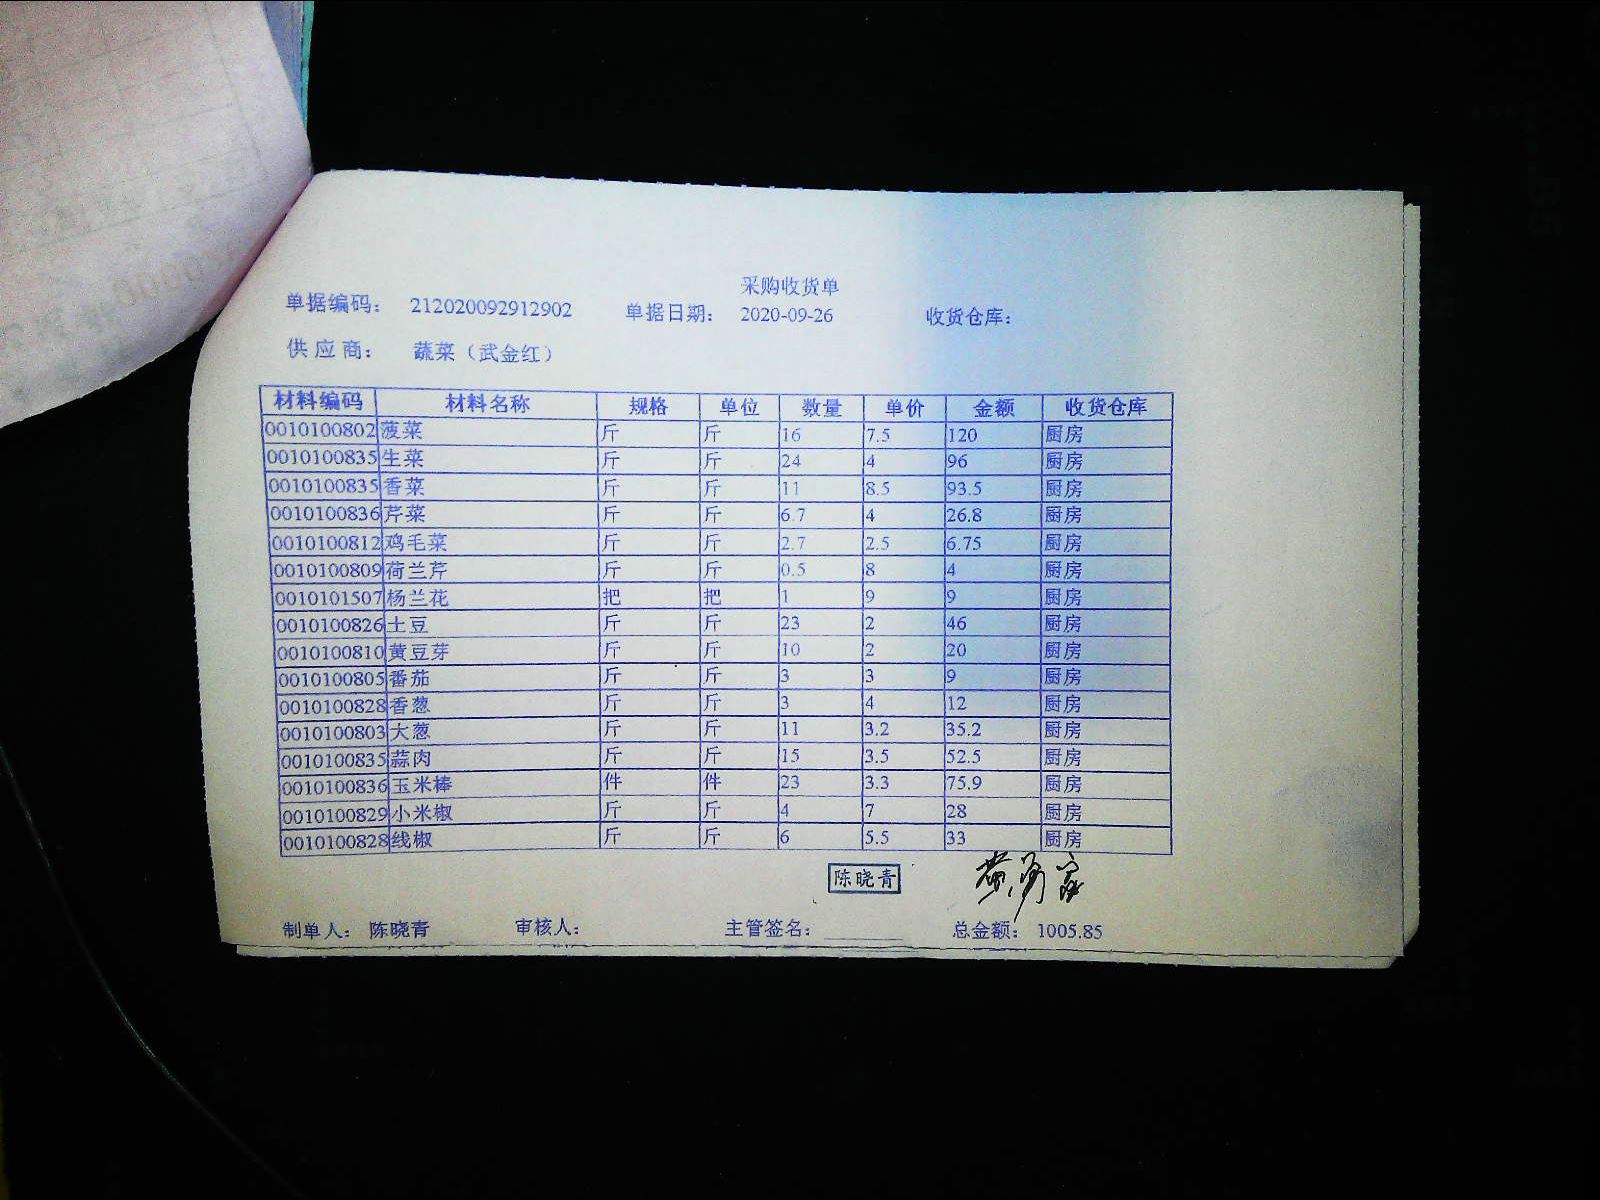 采购收货单
单据编码： 212020092912902 单据日期： 2020-09-26 收货仓库：
供 应 商： 蔬菜（武金红）
材料编码 材料名称 规格 单位 数量 单价 金额 收货仓库
0010100802 菠菜 斤 斤 16 7.5 120 厨房
0010100835 生菜 斤 斤 24 4 96 厨房
0010100835 香菜 斤 斤 11 8.5 93.5 厨房
0010100836 芹菜 斤 斤 6.7 4 26.8 厨房
0010100812 鸡毛菜 斤 斤 2.7 2.5 6.75 厨房
0010100809 荷兰芹 斤 斤 0.5 8 4 厨房
0010101507 杨兰花 把 把 1 9 9 厨房
0010100826 土豆 斤 斤 23 2 46 厨房
0010100810 黄豆芽 斤 斤 10 2 20 厨房
0010100805 番茄 斤 斤 3 3 9 厨房
0010100828 香葱 斤 斤 3 4 12 厨房
0010100803 大葱 斤 斤 11 3.2 35.2 厨房
0010100835 蒜肉 斤 斤 15 3.5 52.5 厨房
0010100836 玉米棒 件 件 23 3.3 75.9 厨房
0010100829 小米椒 斤 斤 4 7 28 厨房
0010100828 线椒 斤 斤 6 5.5 33 厨房
陈晓青
制单人： 陈晓青 审核人： 主管签名： 总金额： 1005.85